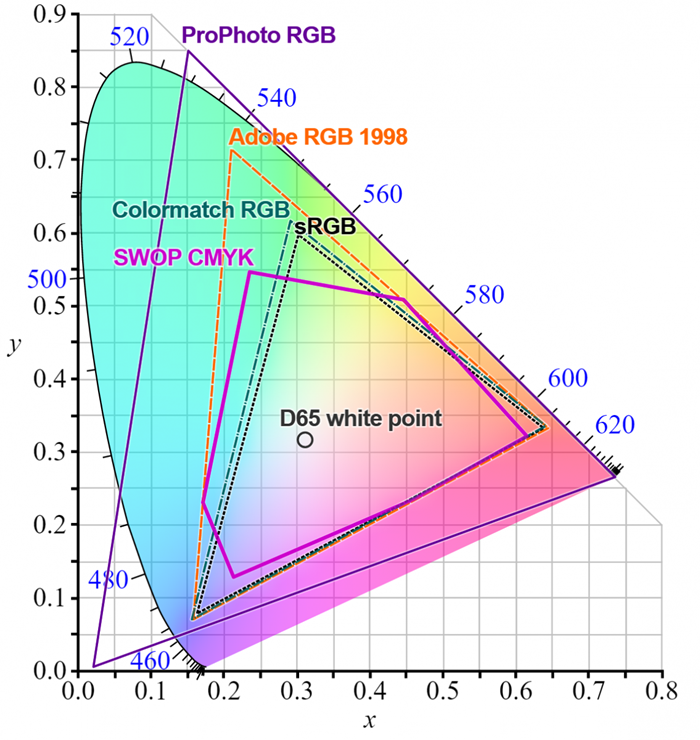 0.9
520
ProPhoto RGB
0.8
540
Adobe RGB 1998
0.7
560
Colormatch RGB
sRGB
0.6
SWOP CMYK
500
580
0.5
y
0.4
600
D65 white point
620
0.3
0.2
480
0.1
460
0.0
0.0 0.1 0.2 0.3 0.4 0.5 0.6 0.7 0.8
x